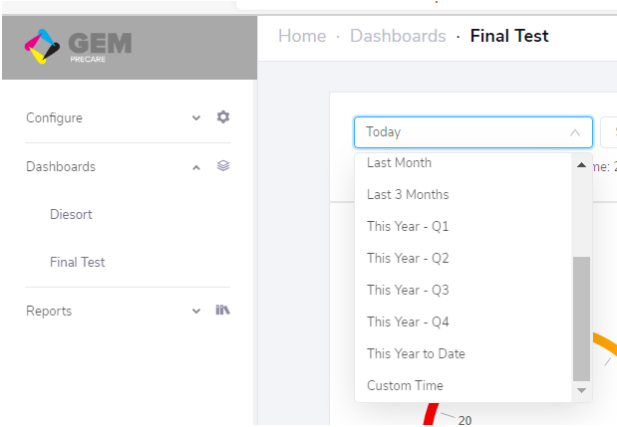 GEM
PRECARE
Home · Dashboards · Final Test
Configure
Dashboards
Diesort
Final Test
Reports
Today
Last Month
Last 3 Months
This Year - Q1
This Year - Q2
This Year - Q3
This Year - Q4
This Year to Date
Custom Time
20